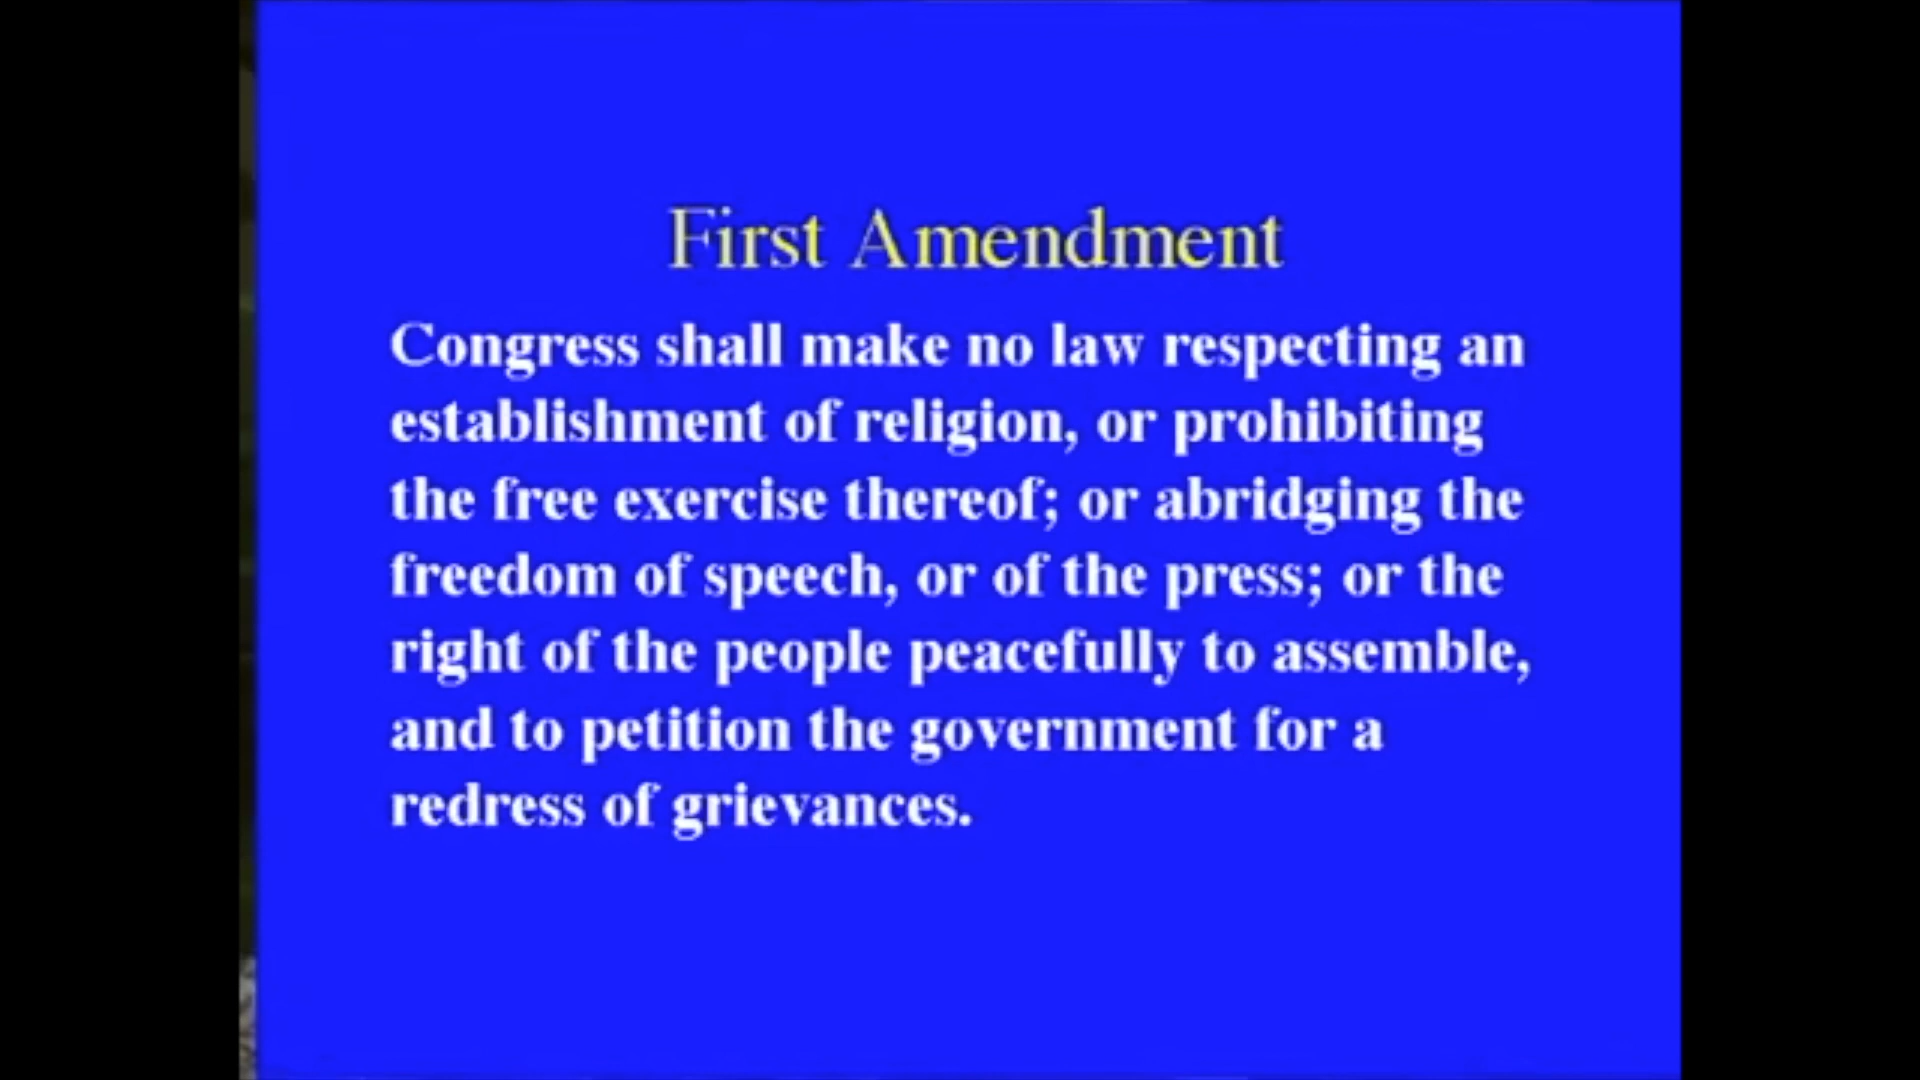 First Amendment
Congress shall make no law respecting an
establishment of religion, or prohibiting
the free exercise thereof; or abridging the
freedom of speech, or of the press; or the
right of the people peacefully to assemble,
and to petition the government for a
redress of grievances.